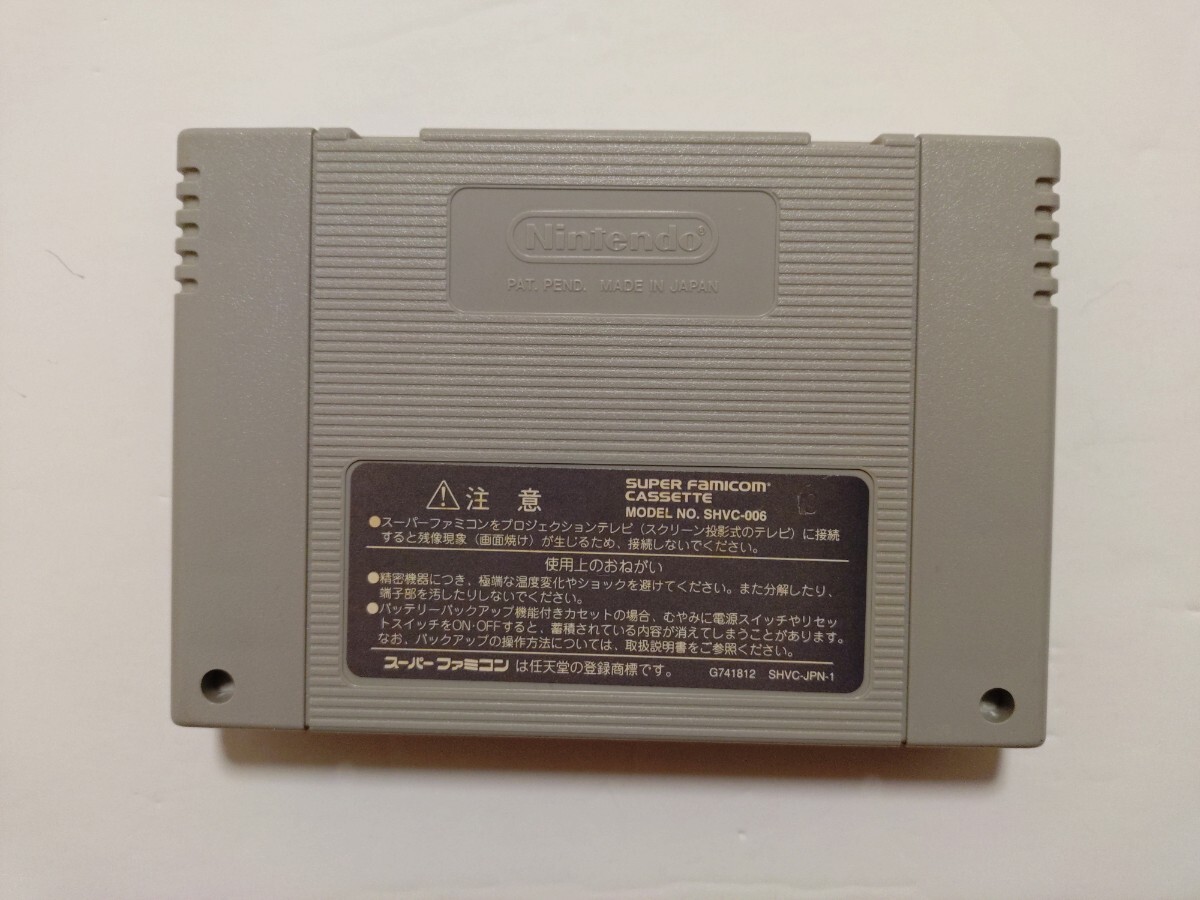 Nintendo®
PAT. PEND. MADE IN JAPAN
⚠注意
SUPER FAMICOM®
CASSETTE
MODEL NO. SHVC-006
●スーパーファミコンをプロジェクションテレビ（スクリーン投影式のテレビ）に接続
すると残像現象（画面焼け）が生じるため、接続しないでください。
使用上のおねがい
●精密機器につき、極端な温度変化やショックを避けてください。また分解したり、
端子部を汚したりしないでください。
●バッテリーバックアップ機能付きカセットの場合、むやみに電源スイッチやリセッ
トスイッチをON・OFFすると、蓄積されている内容が消えてしまうことがあります。
なお、バックアップの操作方法については、取扱説明書をご参照ください。
スーパーファミコンは任天堂の登録商標です。 G741812 SHVC-JPN-1